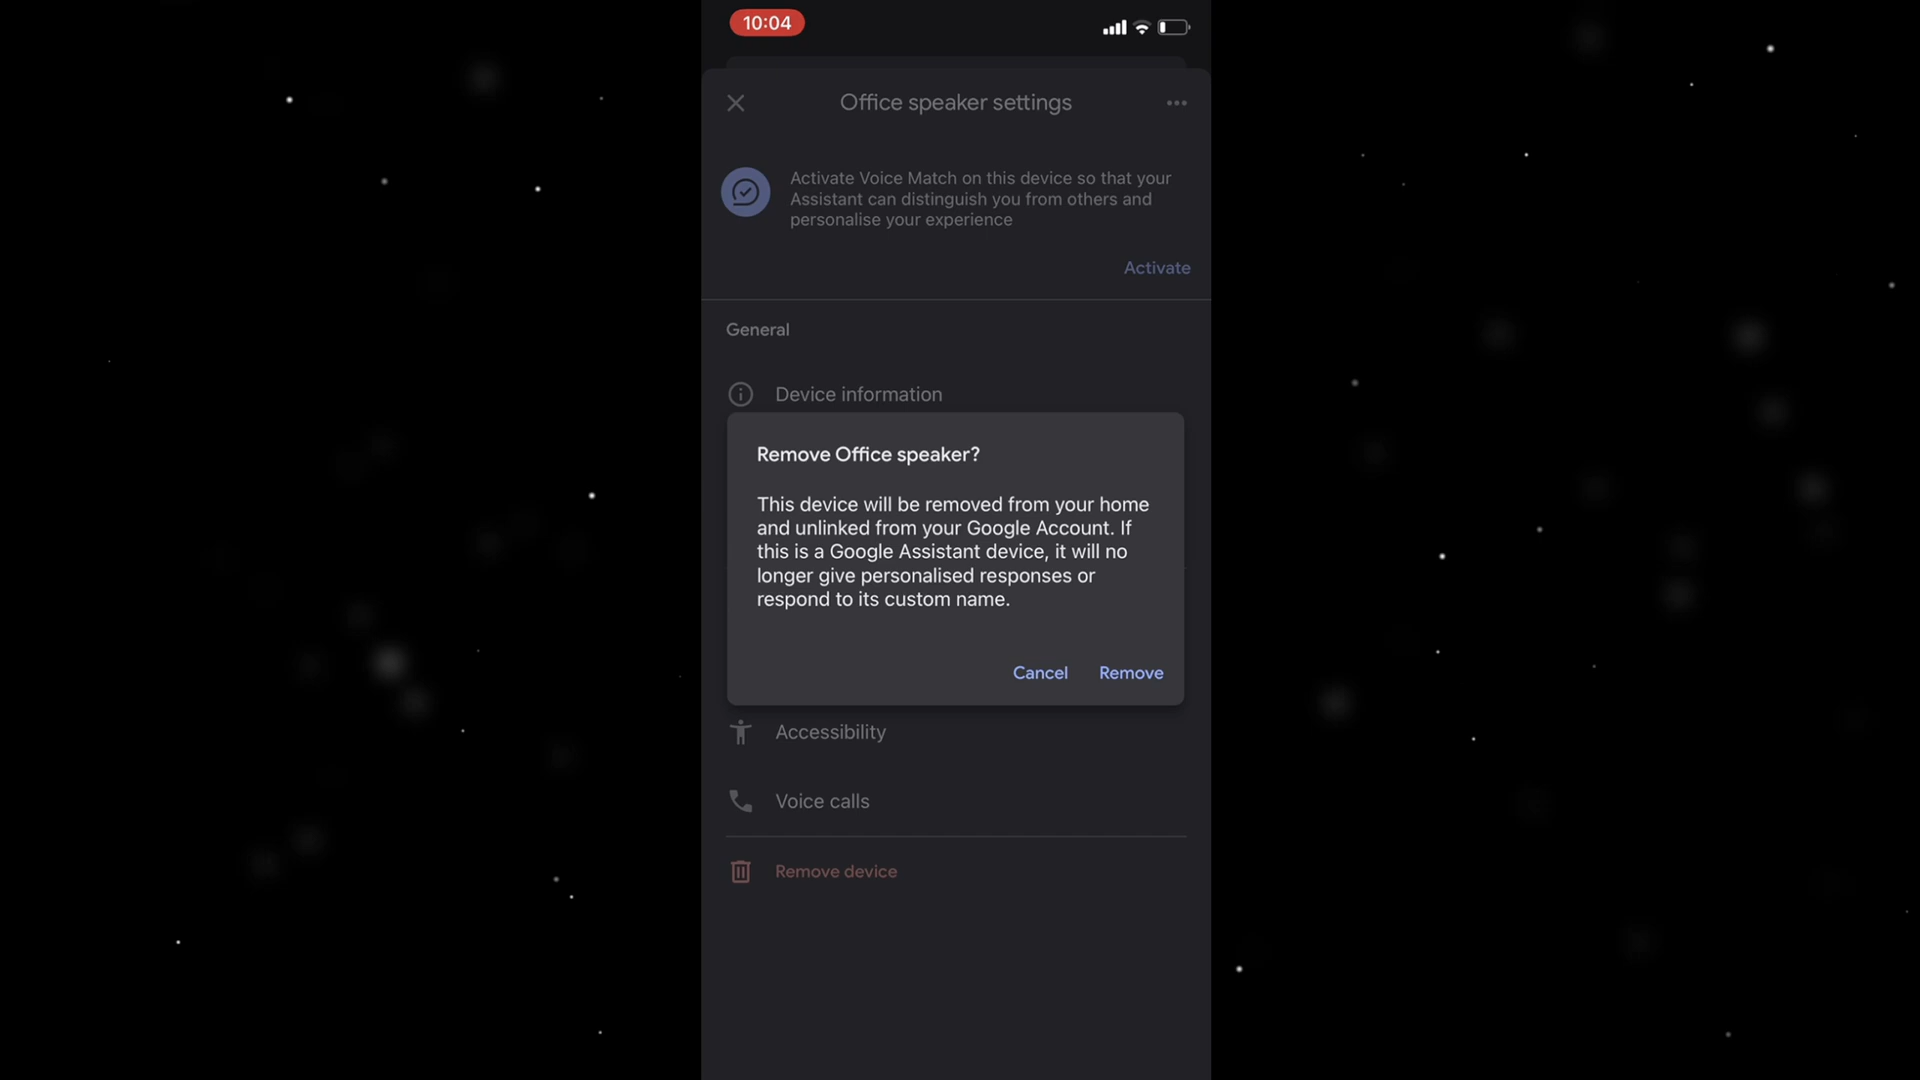 10:04
Office speaker settings
Activate Voice Match on this device so that your
Assistant can distinguish you from others and
personalise your experience
Activate
General
Device information
Remove Office speaker?
This device will be removed from your home
and unlinked from your Google Account. If
this is a Google Assistant device, it will no
longer give personalised responses or
respond to its custom name.
Cancel Remove
Accessibility
Voice calls
Remove device